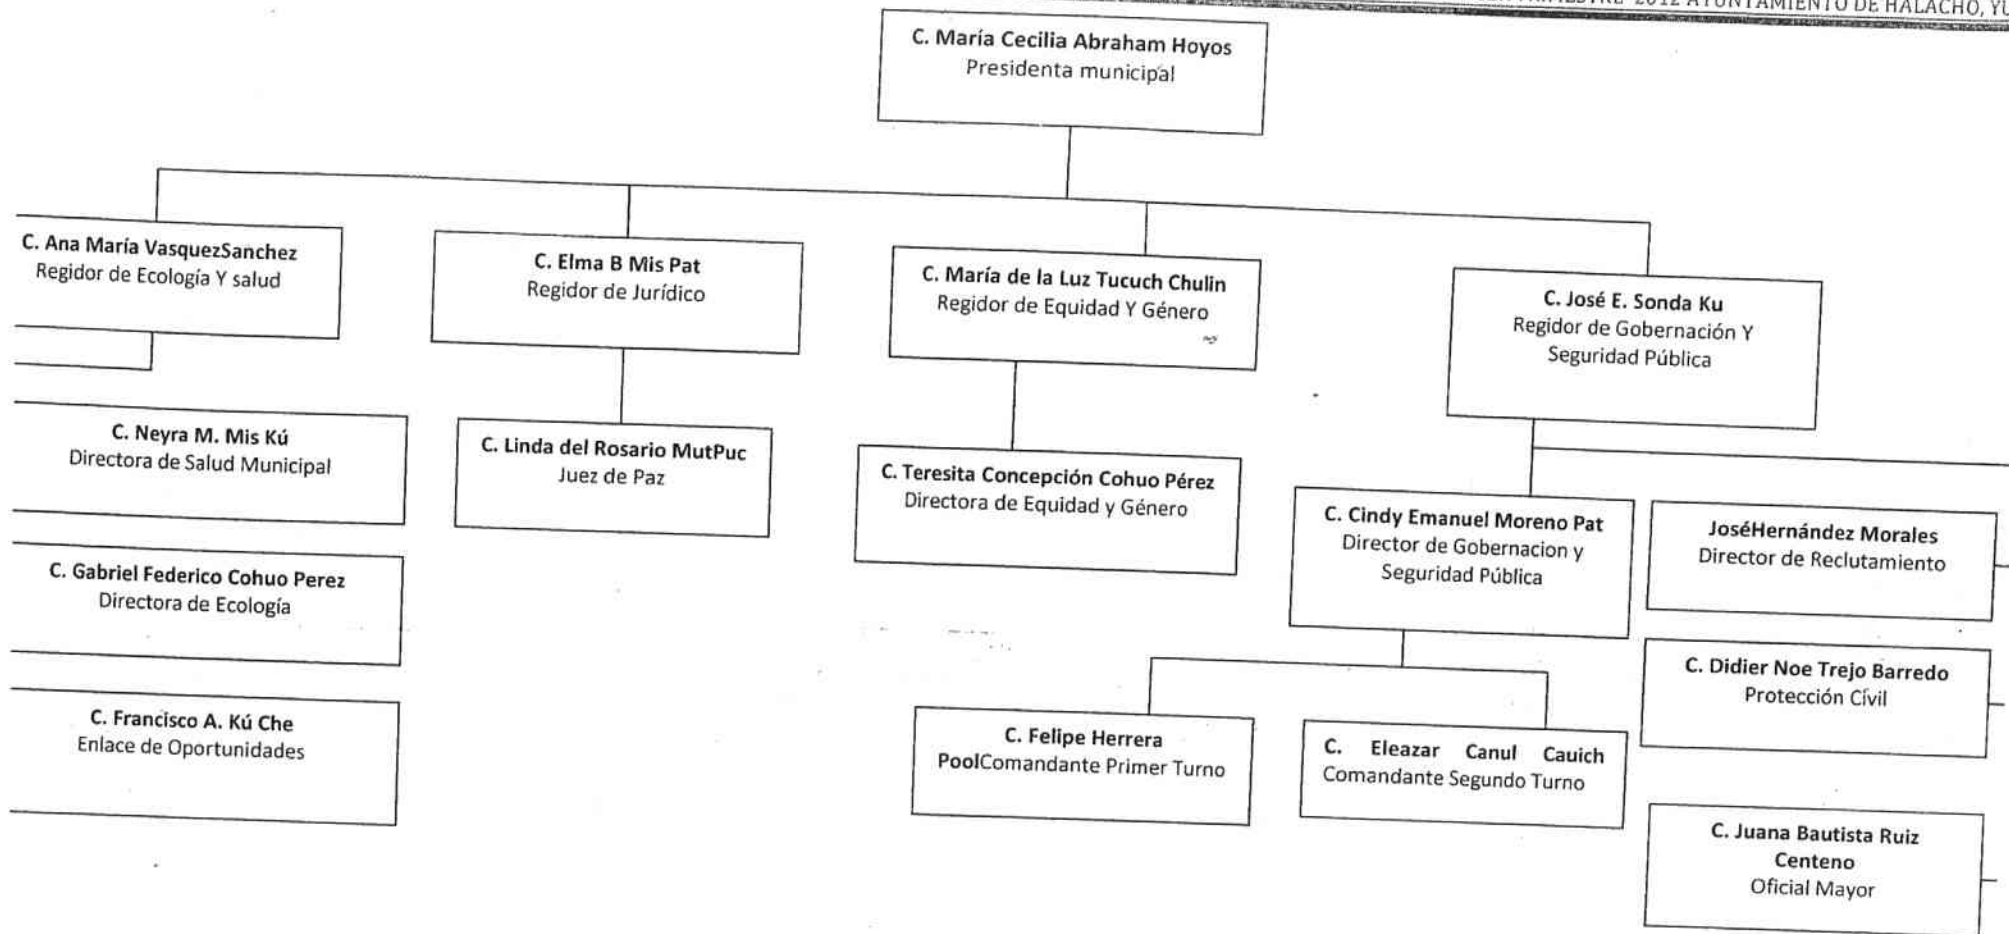 2012 AYUNTAMIENTO DE HALACHO,
C. María Cecilia Abraham Hoyos
Presidenta municipal
C. Ana María VasquezSanchez
Regidor de Ecología Y salud
C. Elma B Mis Pat
Regidor de Jurídico
C. María de la Luz Tucuch Chulin
Regidor de Equidad Y Género
C. José E. Sonda Ku
Regidor de Gobernación Y
Seguridad Pública
C. Neyra M. Mis Kú
Directora de Salud Municipal
C. Linda del Rosario MutPuc
Juez de Paz
C. Teresita Concepción Cohuo Pérez
Directora de Equidad y Género
C. Cindy Emanuel Moreno Pat
Director de Gobernacion y
Seguridad Pública
JoséHernández Morales
Director de Reclutamiento
C. Gabriel Federico Cohuo Perez
Directora de Ecología
C. Didier Noe Trejo Barredo
Protección Cívil
C. Francisco A. Kú Che
Enlace de Oportunidades
C. Felipe Herrera
PoolComandante Primer Turno
C. Eleazar Canul Cauich
Comandante Segundo Turno
C. Juana Bautista Ruiz
Centeno
Oficial Mayor